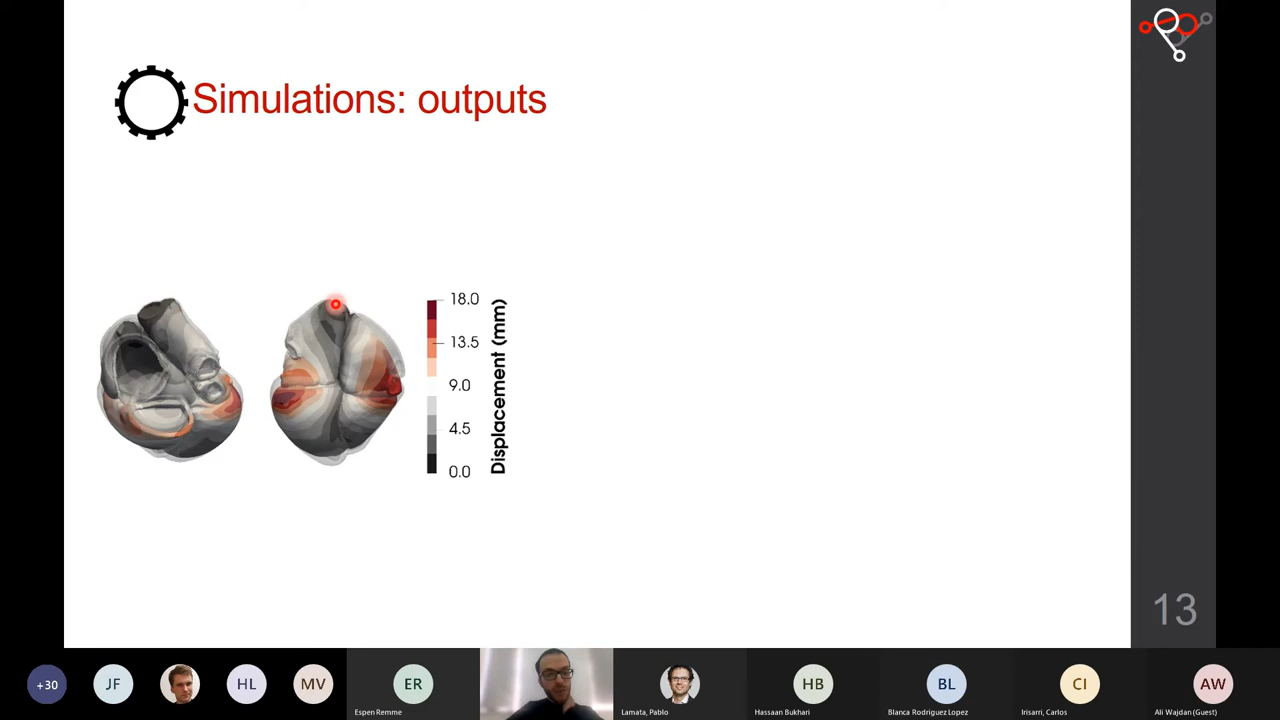 Simulations: outputs
18.0
13.5
9.0
4.5
0.0
Displacement (mm)
13
+30
JF
HL
MV
ER
HB
BL
CI
AW
Espen Remme
Lamata, Pablo
Hassaan Bukhari
Blanca Rodriguez Lopez
Irisarri, Carlos
Ali Wajdan (Guest)